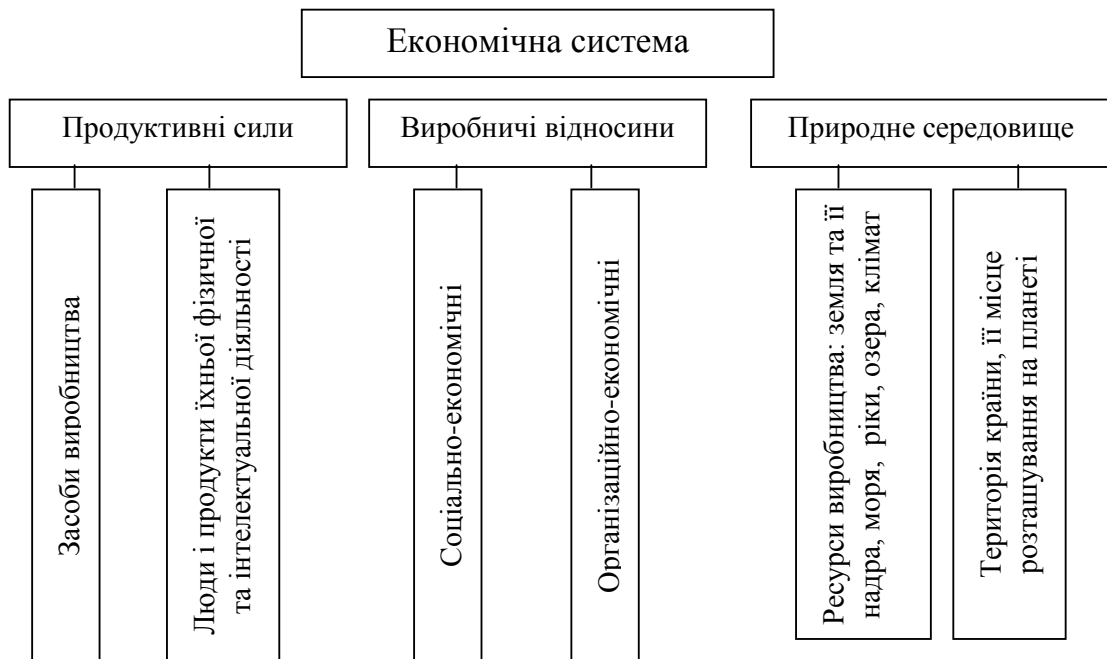 Економічна система
Продуктивні сили
Виробничі відносини
Природне середовище
Засоби виробництва
Люди і продукти їхньої фізичної
та інтелектуальної діяльності
Соціально-економічні
Організаційно-економічні
Ресурси виробництва: земля та її
надра, моря, ріки, озера, клімат
Територія країни, її місце
розташування на планеті